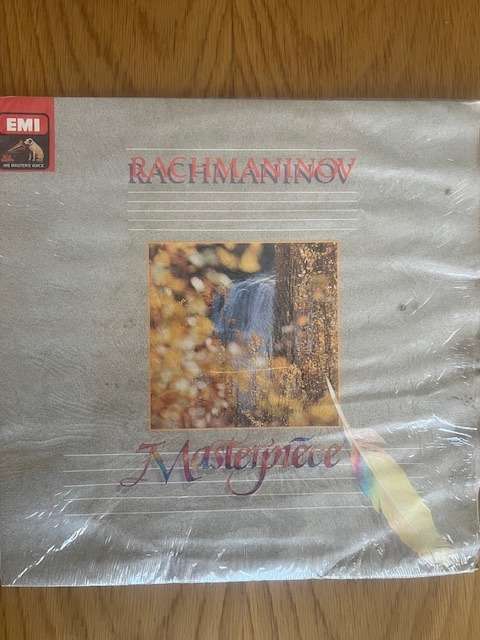 EMI
HIS MASTER'S VOICE
RACHMANINOV
Masterpiece